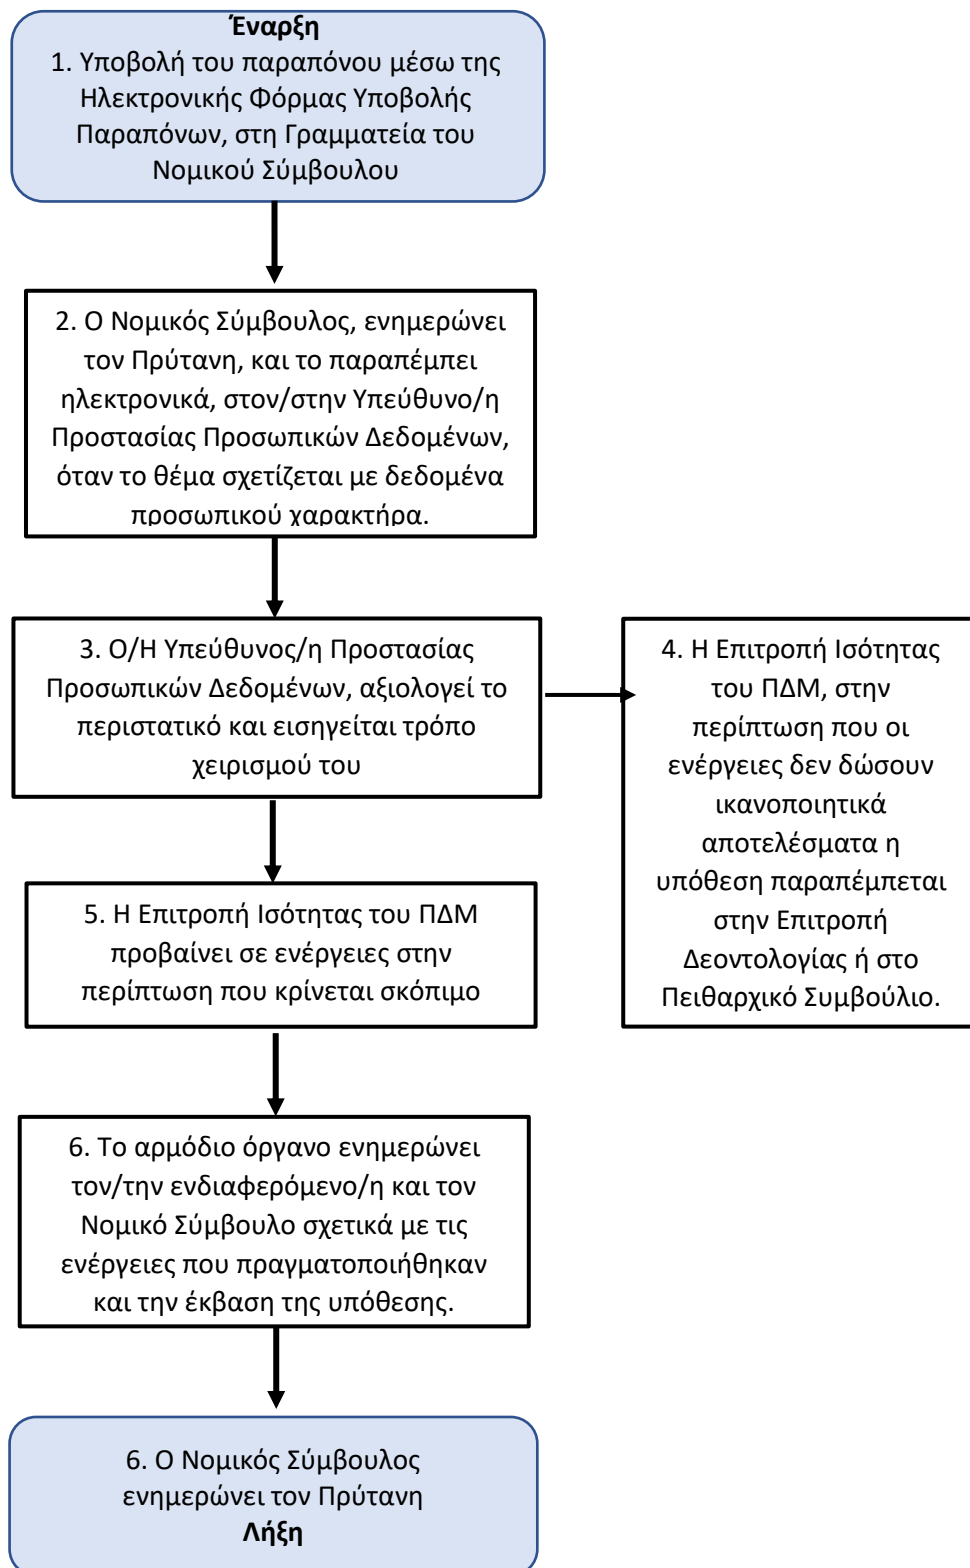 Έναρξη
1. Υποβολή του παραπόνου μέσω της
Ηλεκτρονικής Φόρμας Υποβολής
Παραπόνων, στη Γραμματεία του
Νομικού Σύμβουλου
2. Ο Νομικός Σύμβουλος, ενημερώνει
τον Πρύτανη, και το παραπέμπει
ηλεκτρονικά, στον/στην Υπεύθυνο/η
Προστασίας Προσωπικών Δεδομένων,
όταν το θέμα σχετίζεται με δεδομένα
προσωπικού χαρακτήρα.
3. Ο/Η Υπεύθυνος/η Προστασίας
Προσωπικών Δεδομένων, αξιολογεί το
περιστατικό και εισηγείται τρόπο
χειρισμού του
4. Η Επιτροπή Ισότητας
του ΠΔΜ, στην
περίπτωση που οι
ενέργειες δεν δώσουν
ικανοποιητικά
αποτελέσματα η
υπόθεση παραπέμπεται
στην Επιτροπή
Δεοντολογίας ή στο
Πειθαρχικό Συμβούλιο.
5. Η Επιτροπή Ισότητας του ΠΔΜ
προβαίνει σε ενέργειες στην
περίπτωση που κρίνεται σκόπιμο
6. Το αρμόδιο όργανο ενημερώνει
τον/την ενδιαφερόμενο/η και τον
Νομικό Σύμβουλο σχετικά με τις
ενέργειες που πραγματοποιήθηκαν
και την έκβαση της υπόθεσης.
6. Ο Νομικός Σύμβουλος
ενημερώνει τον Πρύτανη
Λήξη